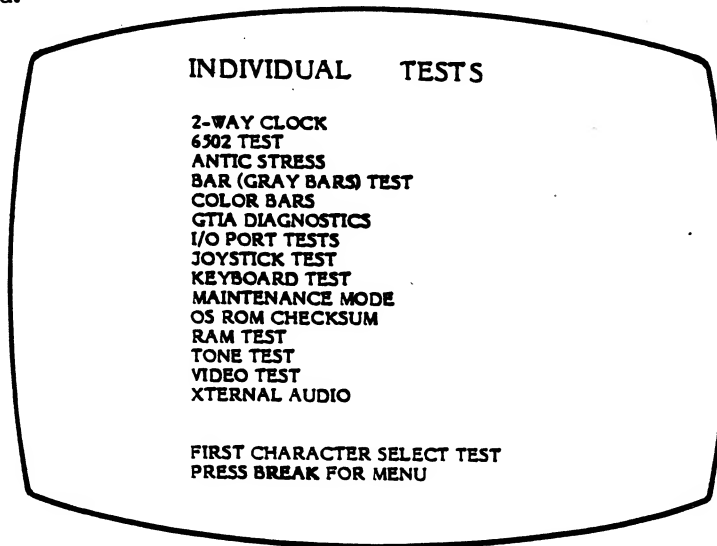 INDIVIDUAL TESTS
2-WAY CLOCK
6502 TEST
ANTIC STRESS
BAR (GRAY BARS) TEST
COLOR BARS
GTIA DIAGNOSTICS
I/O PORT TESTS
JOYSTICK TEST
KEYBOARD TEST
MAINTENANCE MODE
OS ROM CHECKSUM
RAM TEST
TONE TEST
VIDEO TEST
XTERNAL AUDIO
FIRST CHARACTER SELECT TEST
PRESS BREAK FOR MENU